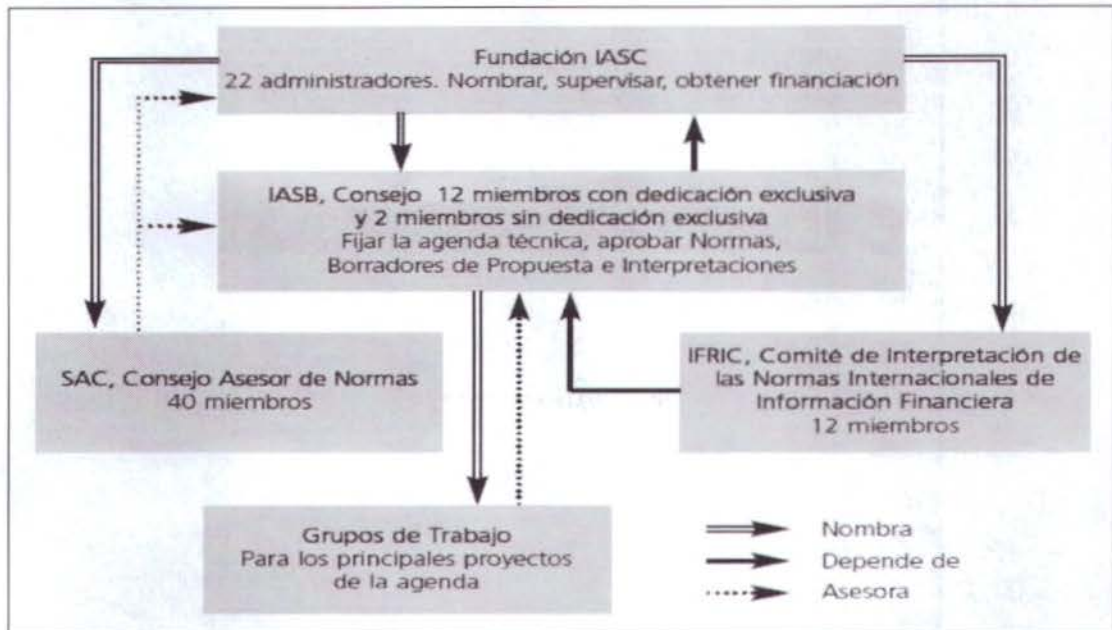 Fundación IASC
22 administradores. Nombrar, supervisar, obtener financiación
IASB, Consejo 12 miembros con dedicación exclusiva
y 2 miembros sin dedicación exclusiva
Fijar la agenda técnica, aprobar Normas,
Borradores de Propuesta e Interpretaciones
SAC, Consejo Asesor de Normas
40 miembros
IFRIC, Comité de Interpretación de
las Normas Internacionales de
Información Financiera
12 miembros
Grupos de Trabajo
Para los principales proyectos
de la agenda
Nombra
Depende de
Asesora